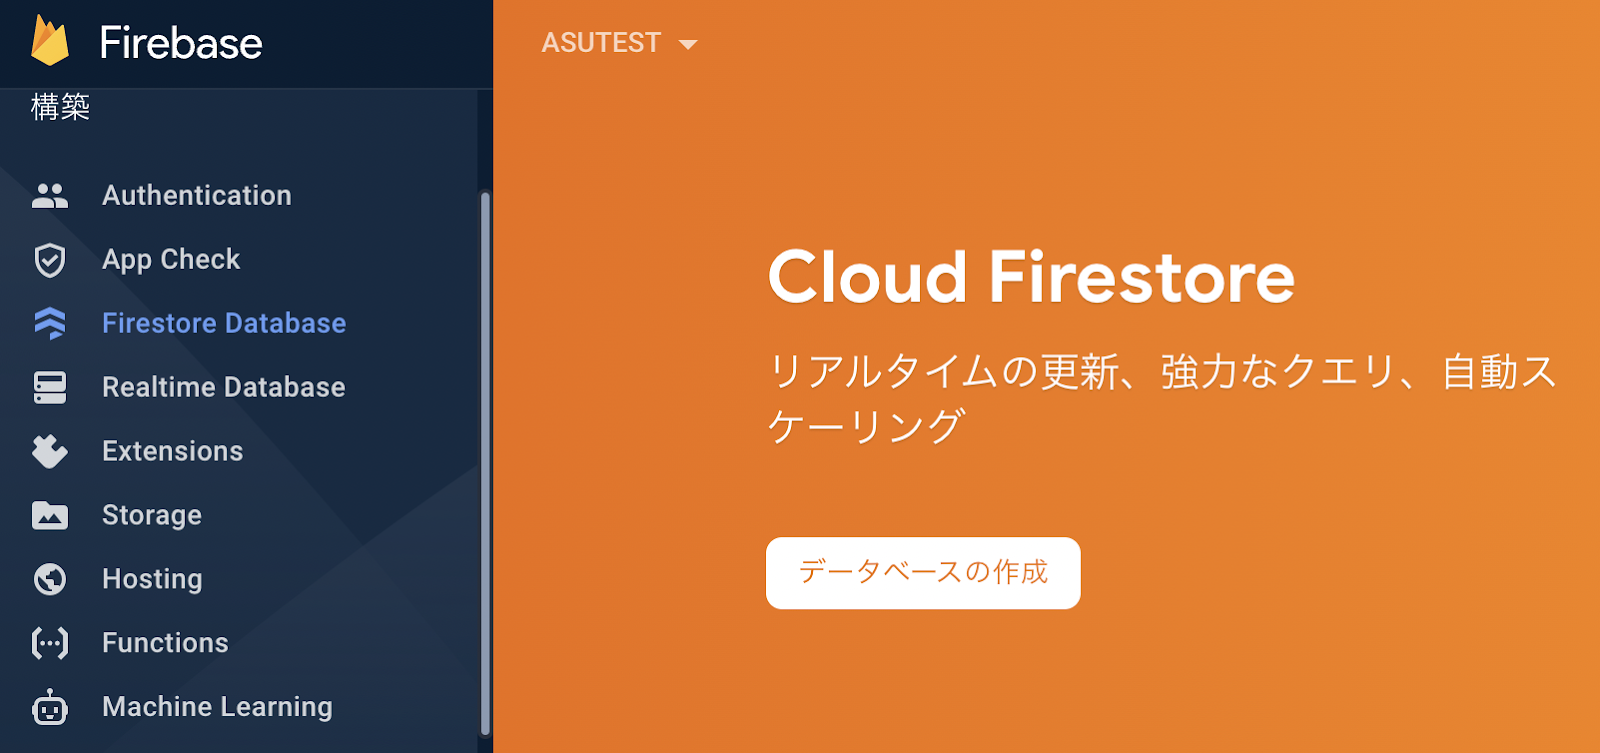 Firebase
構築
Authentication
App Check
Firestore Database
Realtime Database
Extensions
Storage
Hosting
Functions
Machine Learning
ASUTEST
Cloud Firestore
リアルタイムの更新、強力なクエリ、自動ス
ケーリング
データベースの作成